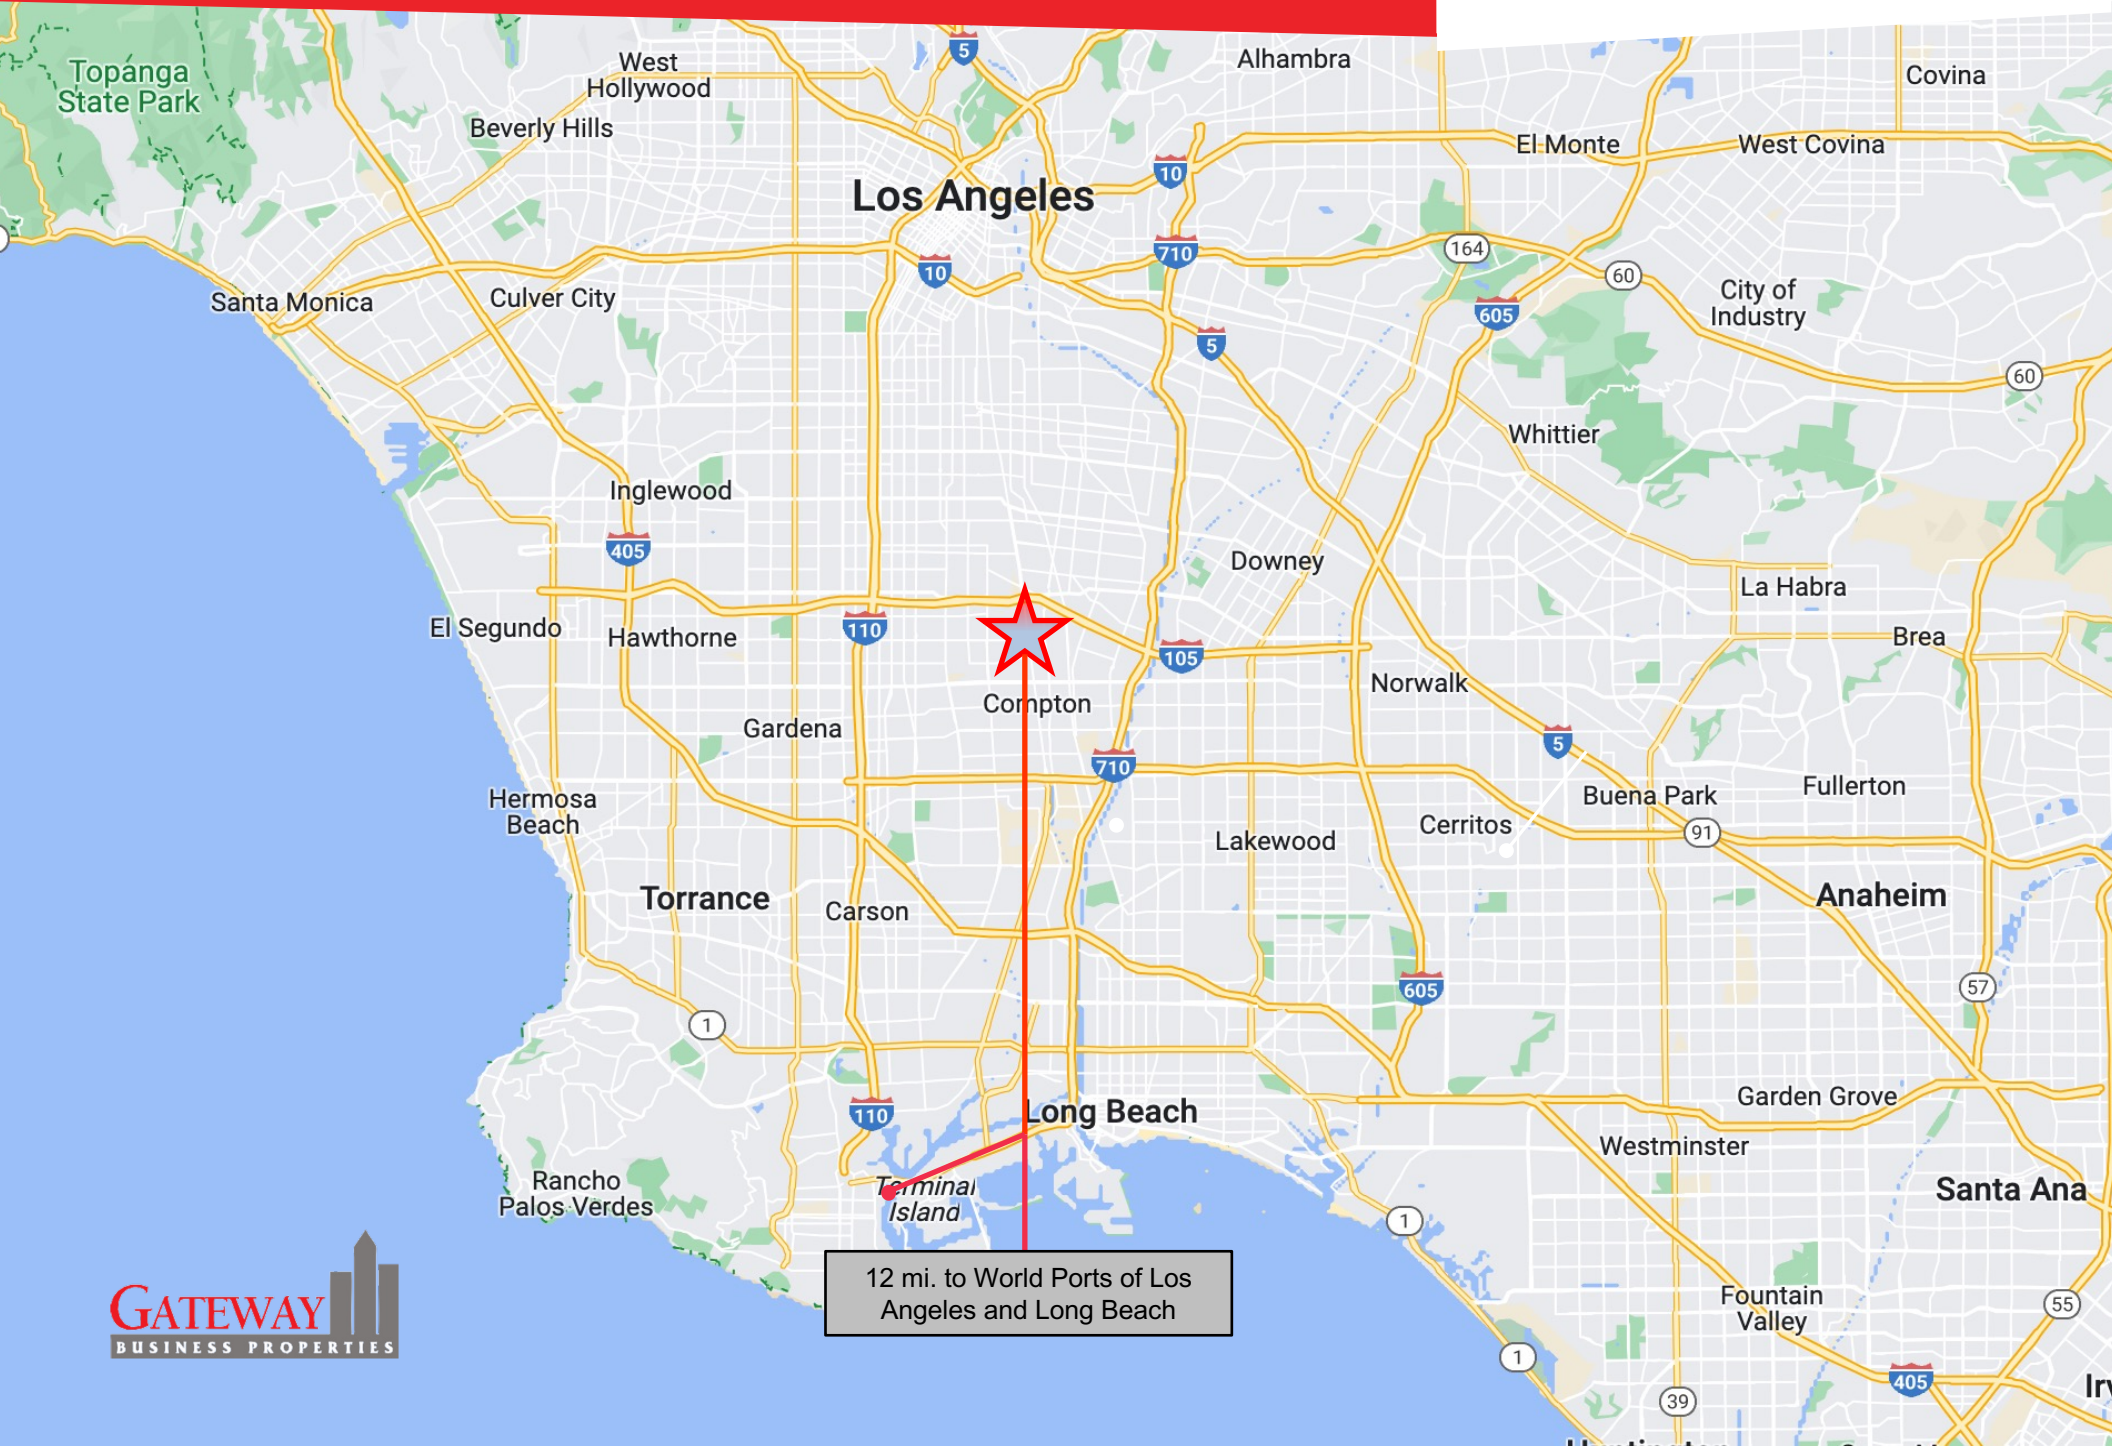 5
Alhambra
West
Hollywood
Covina
Topanga
State Park
Beverly Hills
El Monte
West Covina
10
Los Angeles
164
710
10
60
Santa Monica
Culver City
City of
Industry
605
5
60
Whittier
Inglewood
405
Downey
La Habra
El Segundo
Hawthorne
110
Brea
105
Norwalk
Compton
Gardena
5
710
Hermosa
Beach
Buena Park
Fullerton
Cerritos
91
Lakewood
Torrance
Carson
Anaheim
605
57
1
Garden Grove
110
Long Beach
Westminster
Rancho
Palos Verdes
Terminal
Island
Santa Ana
1
12 mi. to World Ports of Los
Angeles and Long Beach
Fountain
Valley
55
GATEWAY
BUSINESS PROPERTIES
1
405
39